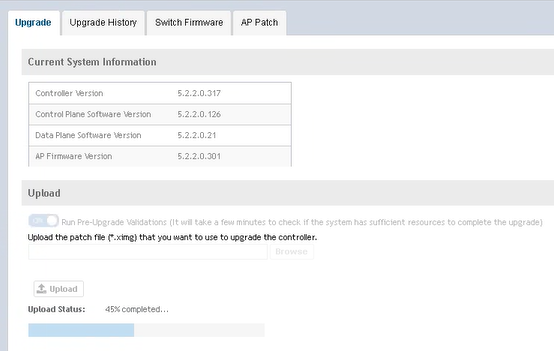 Upgrade Upgrade History Switch Firmware AP Patch
Current System Information
Controller Version 5.2.2.0.317
Control Plane Software Version 5.2.2.0.126
Data Plane Software Version 5.2.2.0.21
AP Firmware Version 5.2.2.0.301
Upload
ON Run Pre-Upgrade Validations (It will take a few minutes to check if the system has sufficient resources to complete the upgrade)
Upload the patch file (*.ximg) that you want to use to upgrade the controller.
Browse
Upload
Upload Status: 45% completed...